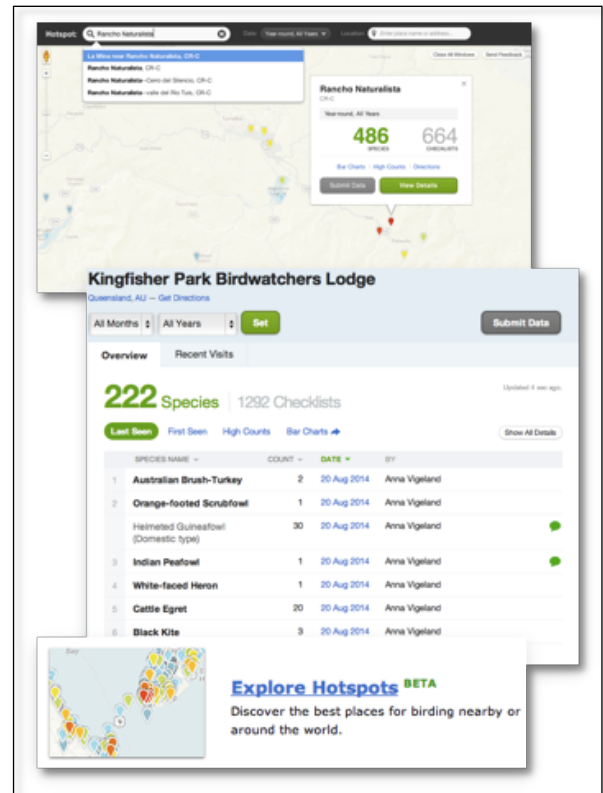 Hotspot: Rancho Naturalista Date: Year-round, All Years Location: Enter place name or address...
La Mina near Rancho Naturalista, CR-C
Rancho Naturalista, CR-C
Rancho Naturalista -Cerro del Silencio, CR-C
Rancho Naturalista -valle del Rio Tuis, CR-C
Close All Windows Send Feedback
Rancho Naturalista
CR-C
Year-round, All Years
486 664
SPECIES CHECKLISTS
Bar Charts High Counts Directions
Submit Data View Details
Kingfisher Park Birdwatchers Lodge
Queensland, AU — Get Directions
All Months All Years Set Submit Data
Overview Recent Visits
222 Species 1292 Checklists Updated 4 sec ago.
Last Seen First Seen High Counts Bar Charts Show All Details
SPECIES NAME COUNT DATE BY
1 Australian Brush-Turkey 2 20 Aug 2014 Anna Vigeland
2 Orange-footed Scrubfowl 1 20 Aug 2014 Anna Vigeland
Helmeted Guineafowl 30 20 Aug 2014 Anna Vigeland
(Domestic type)
3 Indian Peafowl 1 20 Aug 2014 Anna Vigeland
4 White-faced Heron 1 20 Aug 2014 Anna Vigeland
5 Cattle Egret 20 20 Aug 2014 Anna Vigeland
6 Black Kite 3 20 Aug 2014 Anna Vigeland
Bay
Explore Hotspots BETA
Discover the best places for birding nearby or
around the world.